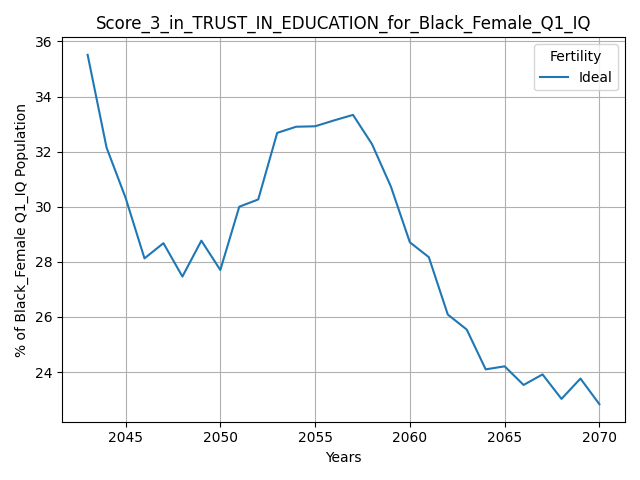 Score_3_in_TRUST_IN_EDUCATION_for_Black_Female_Q1_IQ
Fertility
Ideal
36
34
32
30
28
26
24
% of Black_Female Q1_IQ Population
2045 2050 2055 2060 2065 2070
Years